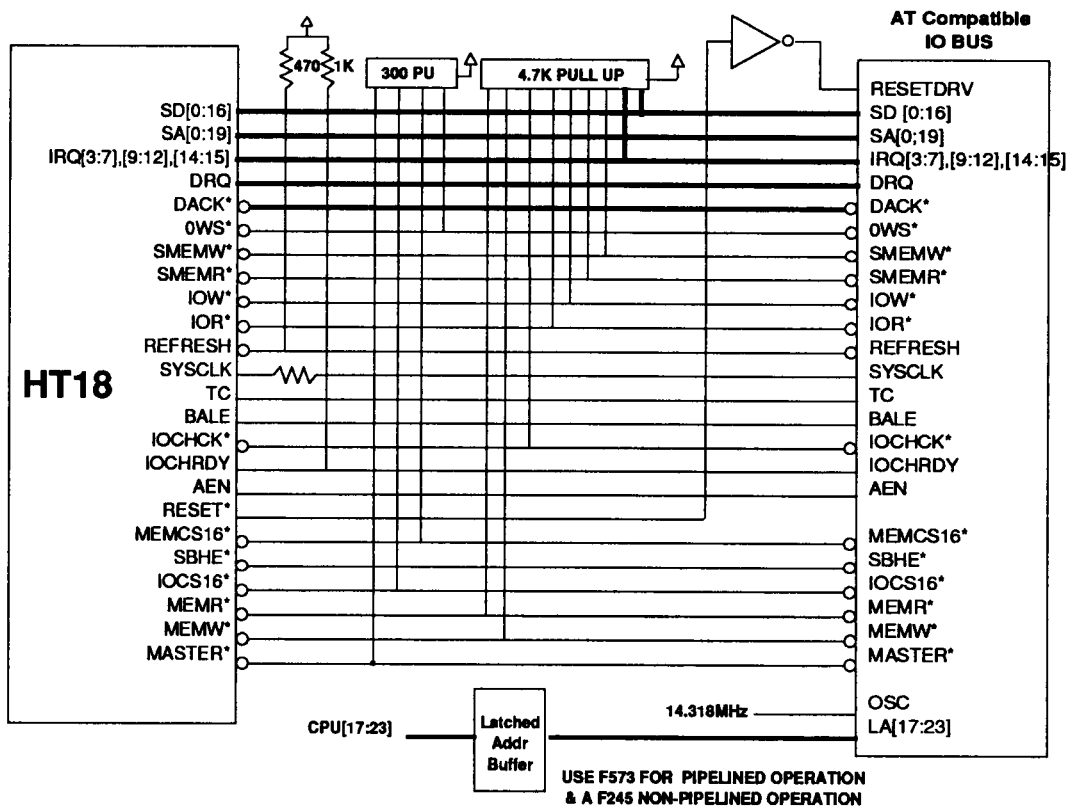 AT Compatible
IO BUS
470
1K
300 PU
4.7K PULL UP
HT18
SD[0:16]
SA[0:19]
IRQ[3:7],[9:12],[14:15]
DRQ
DACK*
0WS*
SMEMW*
SMEMR*
IOW*
IOR*
REFRESH
SYSCLK
TC
BALE
IOCHCK*
IOCHRDY
AEN
RESET*
MEMCS16*
SBHE*
IOCS16*
MEMR*
MEMW*
MASTER*
RESETDRV
SD [0:16]
SA[0;19]
IRQ[3:7],[9:12],[14:15]
DRQ
DACK*
0WS*
SMEMW*
SMEMR*
IOW*
IOR*
REFRESH
SYSCLK
TC
BALE
IOCHCK*
IOCHRDY
AEN
MEMCS16*
SBHE*
IOCS16*
MEMR*
MEMW*
MASTER*
OSC
LA[17:23]
14.318MHz
CPU[17:23]
Latched
Addr
Buffer
USE F573 FOR PIPELINED OPERATION
& A F245 NON-PIPELINED OPERATION